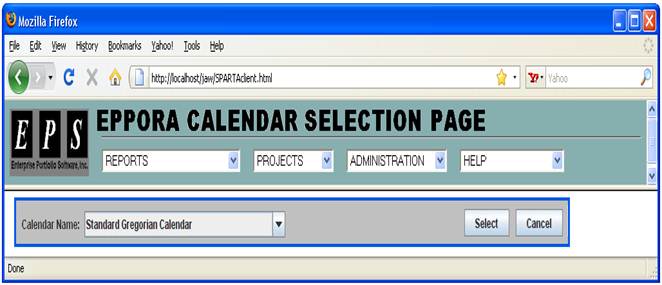 Mozilla Firefox
File Edit View History Bookmarks Yahoo! Tools Help
http://localhost/jaw/SPARTAclient.html
Y! Yahoo
EPS
Enterprise Portfolio Software, Inc.
EPPORA CALENDAR SELECTION PAGE
REPORTS PROJECTS ADMINISTRATION HELP
Calendar Name: Standard Gregorian Calendar Select Cancel
Done